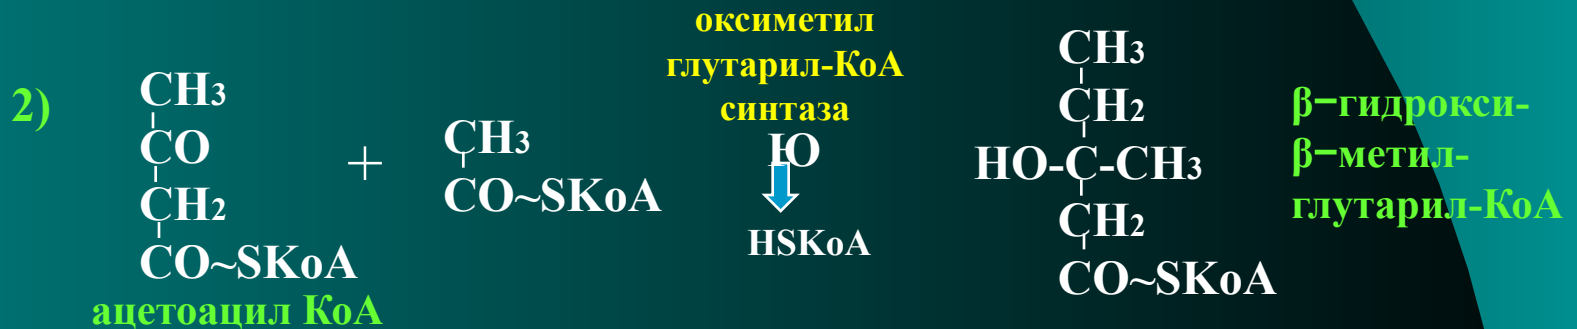 2)
CH3
CO
CH2
CO~SKoA
ацетоацил КоА
+
CH3
CO~SKoA
оксиметил
глутарил-КоА
синтаза
Ю
HSKoA
CH3
CH2
HO-C-CH3
CH2
CO~SKoA
β–гидрокси-
β–метил-
глутарил-КоА